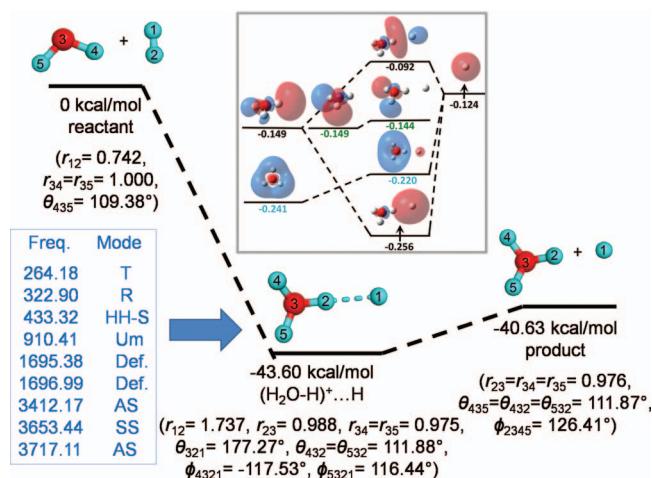 3
5
4
+
1
2
0 kcal/mol
reactant
(r12= 0.742,
r34=r35= 1.000,
θ435= 109.38°)
-0.092
-0.149
-0.149
-0.144
-0.124
-0.241
-0.220
-0.256
Freq. Mode
264.18 T
322.90 R
433.32 HH-S
910.41 Um
1695.38 Def.
1696.99 Def.
3412.17 AS
3653.44 SS
3717.11 AS
4
3
2
1
5
-43.60 kcal/mol
(H2O-H)+…H
(r12= 1.737, r23= 0.988, r34=r35= 0.975,
θ321= 177.27°, θ432=θ532= 111.88°,
ϕ4321= -117.53°, ϕ5321= 116.44°)
4
3
2
5
+
1
-40.63 kcal/mol
product
(r23=r34=r35= 0.976,
θ435=θ432=θ532= 111.87°,
ϕ2345= 126.41°)